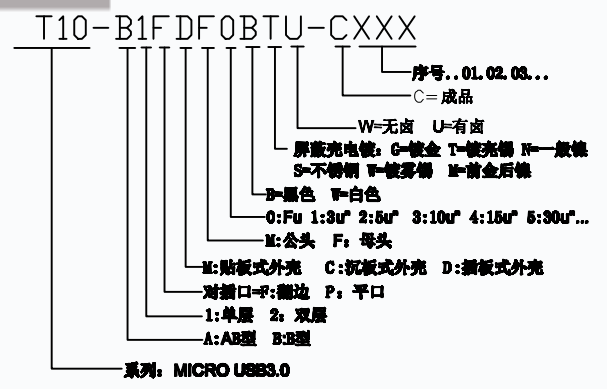 T10-B1FDF0BTU-CXXX
序号..01.02.03...
C=成品
W=无卤 U=有卤
屏蔽壳电镀：G=镀金 T=镀亮锡 N=一般镍
S=不锈钢 W=镀雾锡 M=前金后镍
B=黑色 W=白色
0:Fu 1:3u" 2:5u" 3:10u" 4:15u" 5:30u"...
M:公头 F：母头
M:贴板式外壳 C:沉板式外壳 D:插板式外壳
对插口=F:翻边 P：平口
1:单层 2：双层
A:AB型 B:B型
系列：MICRO USB3.0